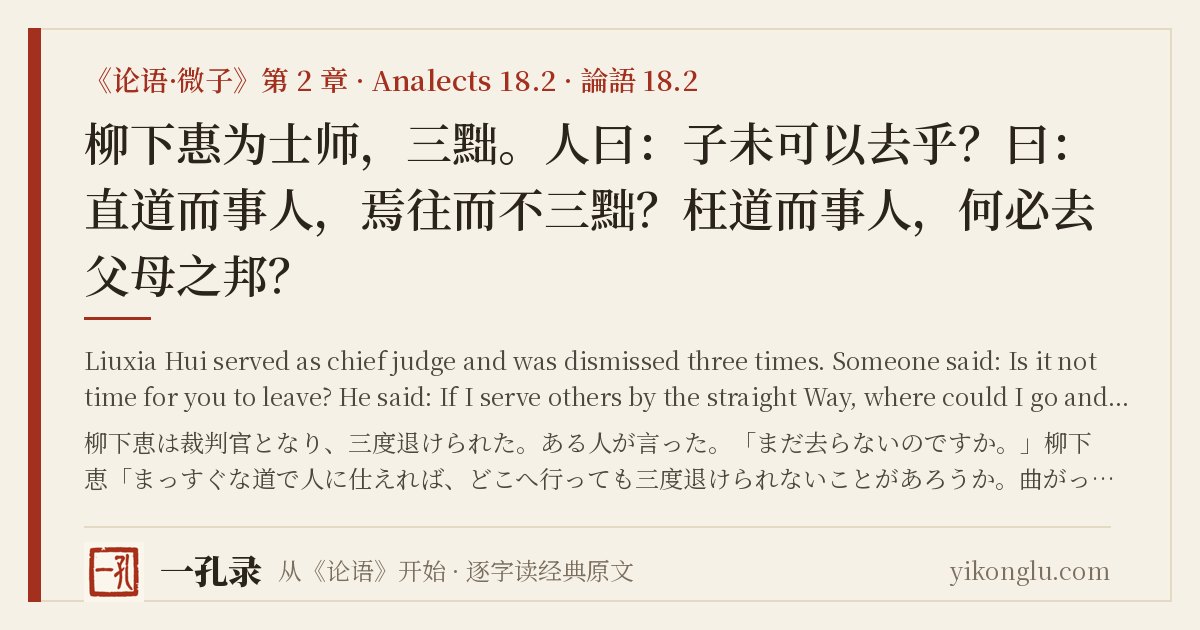 《论语·微子》第 2 章 · Analects 18.2 · 論語 18.2
柳下惠为士师，三黜。人曰：子未可以去乎？曰：
直道而事人，焉往而不三黜？枉道而事人，何必去
父母之邦？
Liuxia Hui served as chief judge and was dismissed three times. Someone said: Is it not
time for you to leave? He said: If I serve others by the straight Way, where could I go and...
柳下恵は裁判官となり、三度退けられた。ある人が言った。「まだ去らないのですか。」柳下
恵「まっすぐな道で人に仕えれば、どこへ行っても三度退けられないことがあろうか。曲がっ…
一孔
一孔录 从《论语》开始 · 逐字读经典原文 yikonglu.com